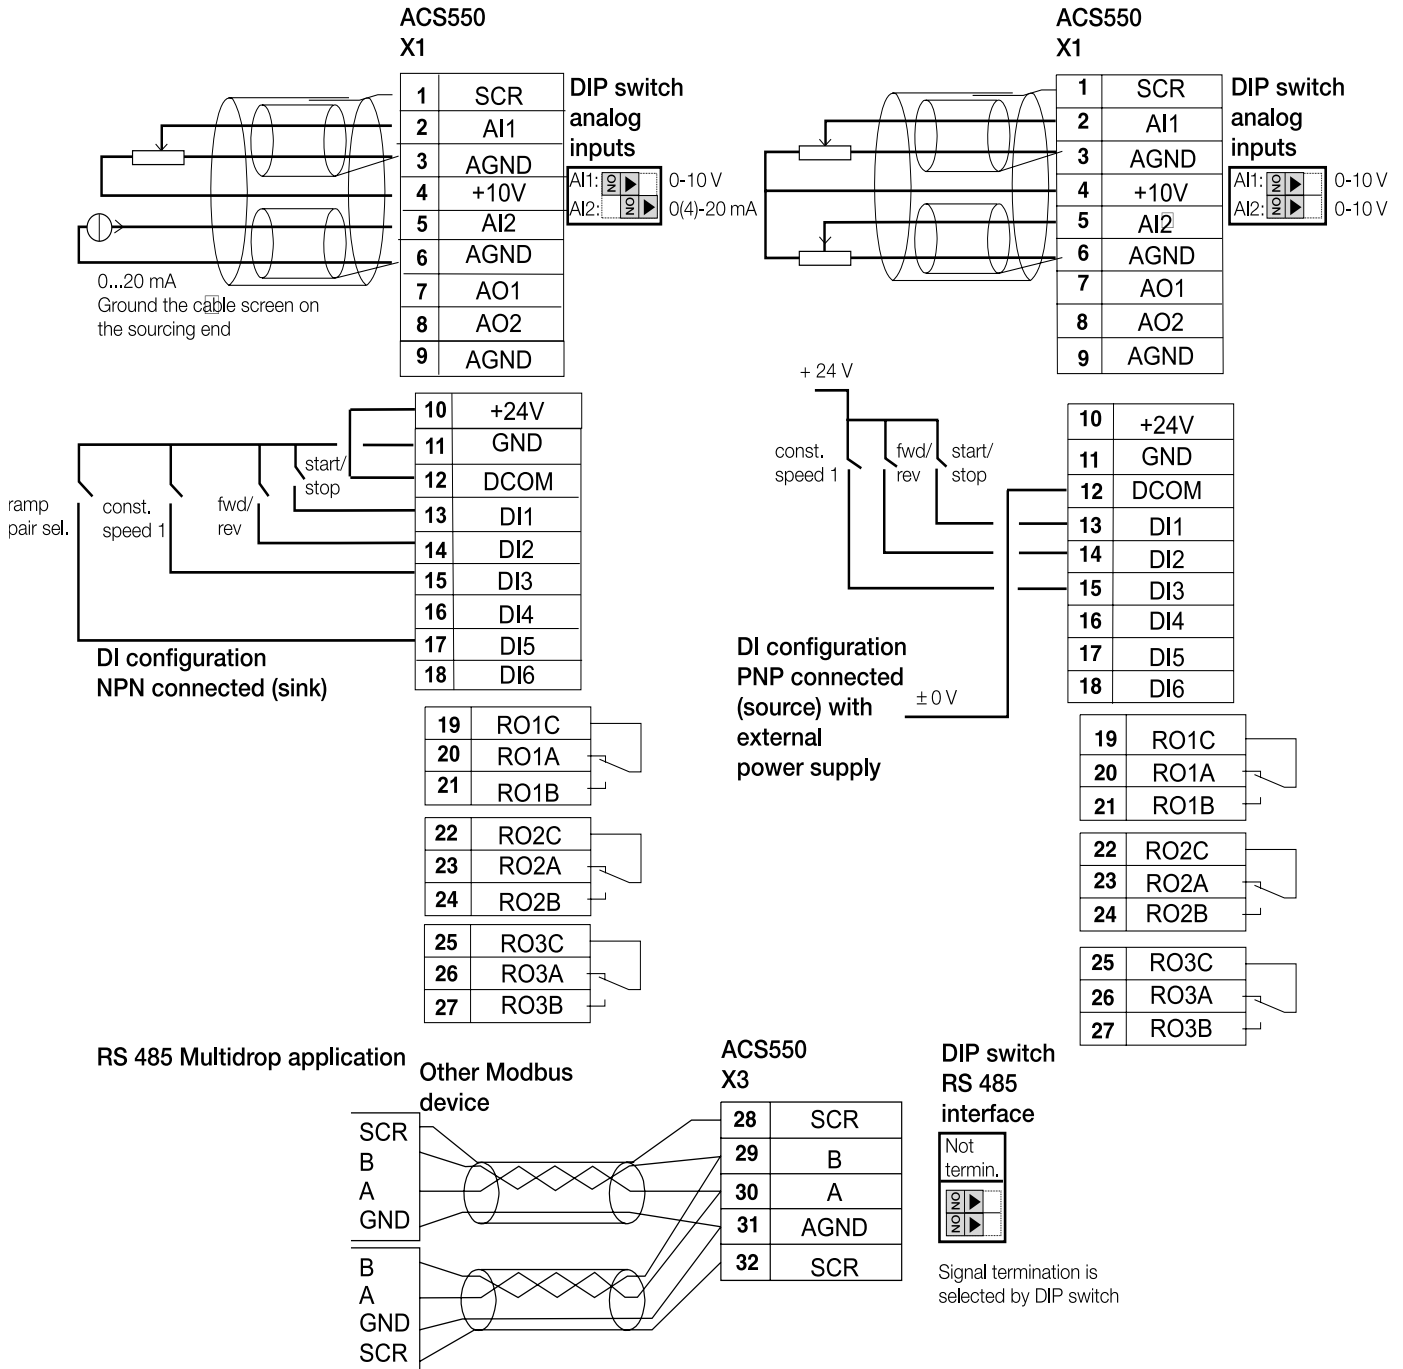 ACS550
X1
DIP switch
analog
inputs
1 SCR
2 AI1
3 AGND
4 +10V
5 AI2
6 AGND
7 AO1
8 AO2
9 AGND
AI1: ON 0-10 V
AI2: ON 0(4)-20 mA
0...20 mA
Ground the cable screen on
the sourcing end
10 +24V
11 GND
12 DCOM
13 DI1
14 DI2
15 DI3
16 DI4
17 DI5
18 DI6
start/
stop
fwd/
rev
const.
speed 1
ramp
pair sel.
DI configuration
NPN connected (sink)
19 RO1C
20 RO1A
21 RO1B
22 RO2C
23 RO2A
24 RO2B
25 RO3C
26 RO3A
27 RO3B
ACS550
X1
DIP switch
analog
inputs
1 SCR
2 AI1
3 AGND
4 +10V
5 AI2
6 AGND
7 AO1
8 AO2
9 AGND
AI1: ON 0-10 V
AI2: ON 0-10 V
+ 24 V
const.
speed 1
fwd/
rev
start/
stop
10 +24V
11 GND
12 DCOM
13 DI1
14 DI2
15 DI3
16 DI4
17 DI5
18 DI6
DI configuration
PNP connected
(source) with
external
power supply
± 0 V
19 RO1C
20 RO1A
21 RO1B
22 RO2C
23 RO2A
24 RO2B
25 RO3C
26 RO3A
27 RO3B
RS 485 Multidrop application
Other Modbus
device
SCR
B
A
GND
B
A
GND
SCR
ACS550
X3
28 SCR
29 B
30 A
31 AGND
32 SCR
DIP switch
RS 485
interface
Not
termin.
ON
ON
Signal termination is
selected by DIP switch